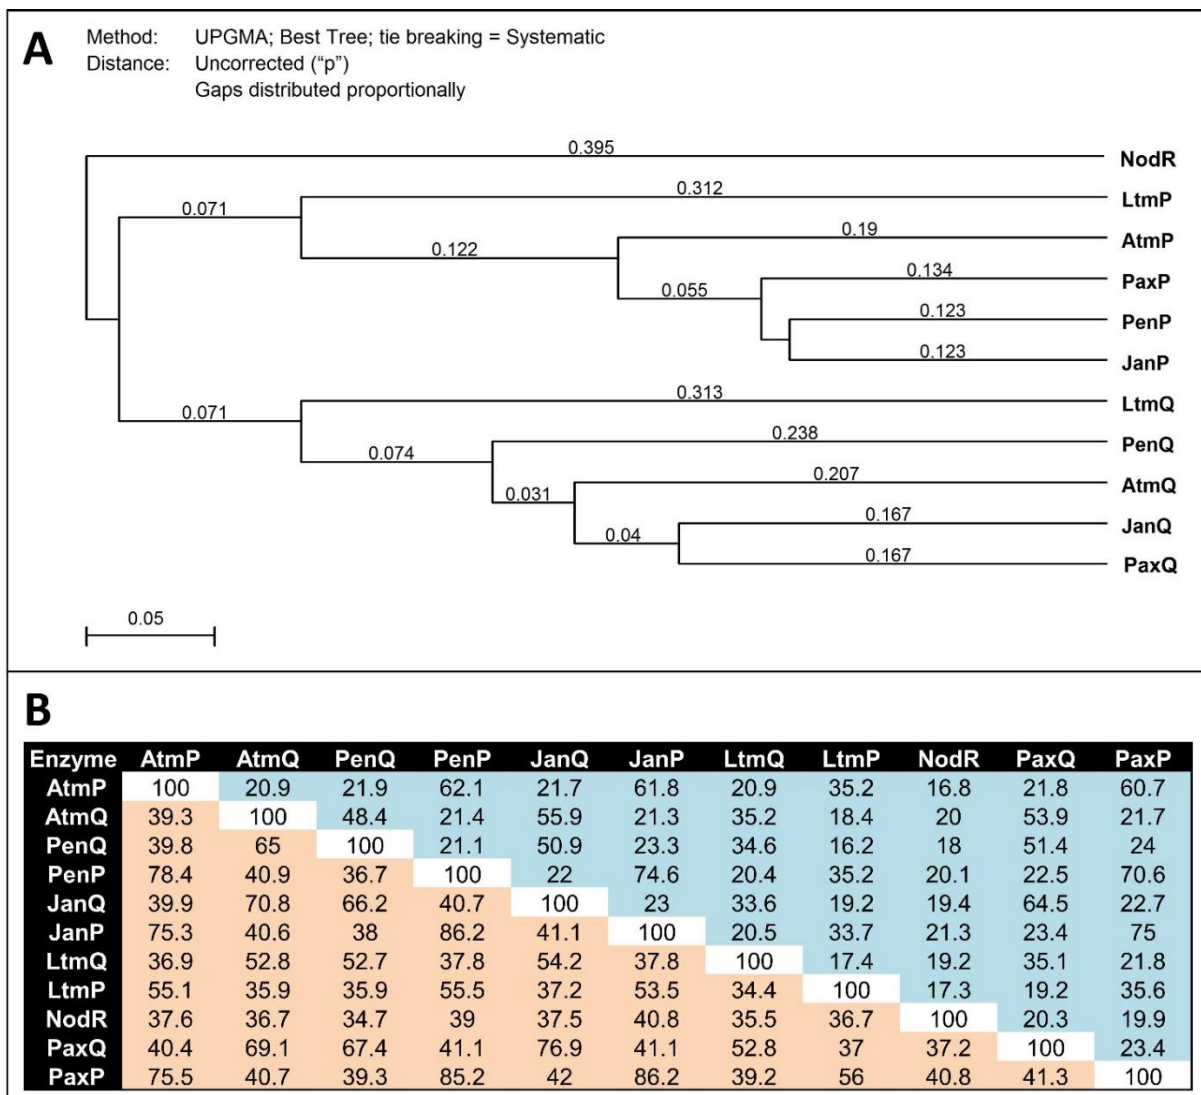 A
Method: UPGMA; Best Tree; tie breaking = Systematic
Distance: Uncorrected (“p”)
Gaps distributed proportionally
0.395
NodR
0.312
LtmP
0.071
0.19
AtmP
0.122
0.134
PaxP
0.055
0.123
PenP
0.123
JanP
0.313
LtmQ
0.071
0.238
PenQ
0.074
0.207
AtmQ
0.031
0.167
JanQ
0.04
0.167
PaxQ
0.05
B
Enzyme AtmP AtmQ PenQ PenP JanQ JanP LtmQ LtmP NodR PaxQ PaxP
AtmP 100 20.9 21.9 62.1 21.7 61.8 20.9 35.2 16.8 21.8 60.7
AtmQ 39.3 100 48.4 21.4 55.9 21.3 35.2 18.4 20 53.9 21.7
PenQ 39.8 65 100 21.1 50.9 23.3 34.6 16.2 18 51.4 24
PenP 78.4 40.9 36.7 100 22 74.6 20.4 35.2 20.1 22.5 70.6
JanQ 39.9 70.8 66.2 40.7 100 23 33.6 19.2 19.4 64.5 22.7
JanP 75.3 40.6 38 86.2 41.1 100 20.5 33.7 21.3 23.4 75
LtmQ 36.9 52.8 52.7 37.8 54.2 37.8 100 17.4 19.2 35.1 21.8
LtmP 55.1 35.9 35.9 55.5 37.2 53.5 34.4 100 17.3 19.2 35.6
NodR 37.6 36.7 34.7 39 37.5 40.8 35.5 36.7 100 20.3 19.9
PaxQ 40.4 69.1 67.4 41.1 76.9 41.1 52.8 37 37.2 100 23.4
PaxP 75.5 40.7 39.3 85.2 42 86.2 39.2 56 40.8 41.3 100